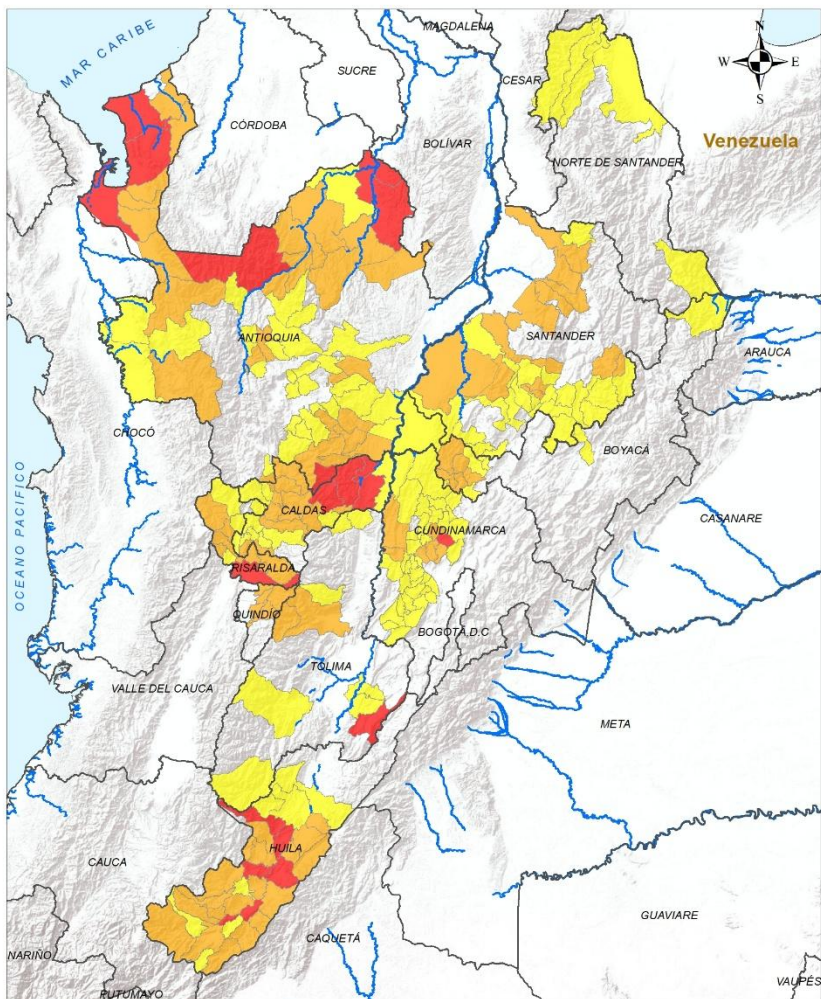 MAGDALENA
MAR CARIBE
N
SUCRE
CESAR
W
E
S
CÓRDOBA
BOLÍVAR
Venezuela
NORTE DE SANTANDER
ANTIOQUIA
SANTANDER
ARAUCA
CHOCÓ
BOYACÁ
OCEANO PACIFICO
CALDAS
CASANARE
CUNDINAMARCA
RISARALDA
QUINDÍO
BOGOTÁ D.C
TOLIMA
VALLE DEL CAUCA
META
HUILA
CAUCA
GUAVIARE
CAQUETÁ
NARIÑO
VAUPÉS
PUTUMAYO